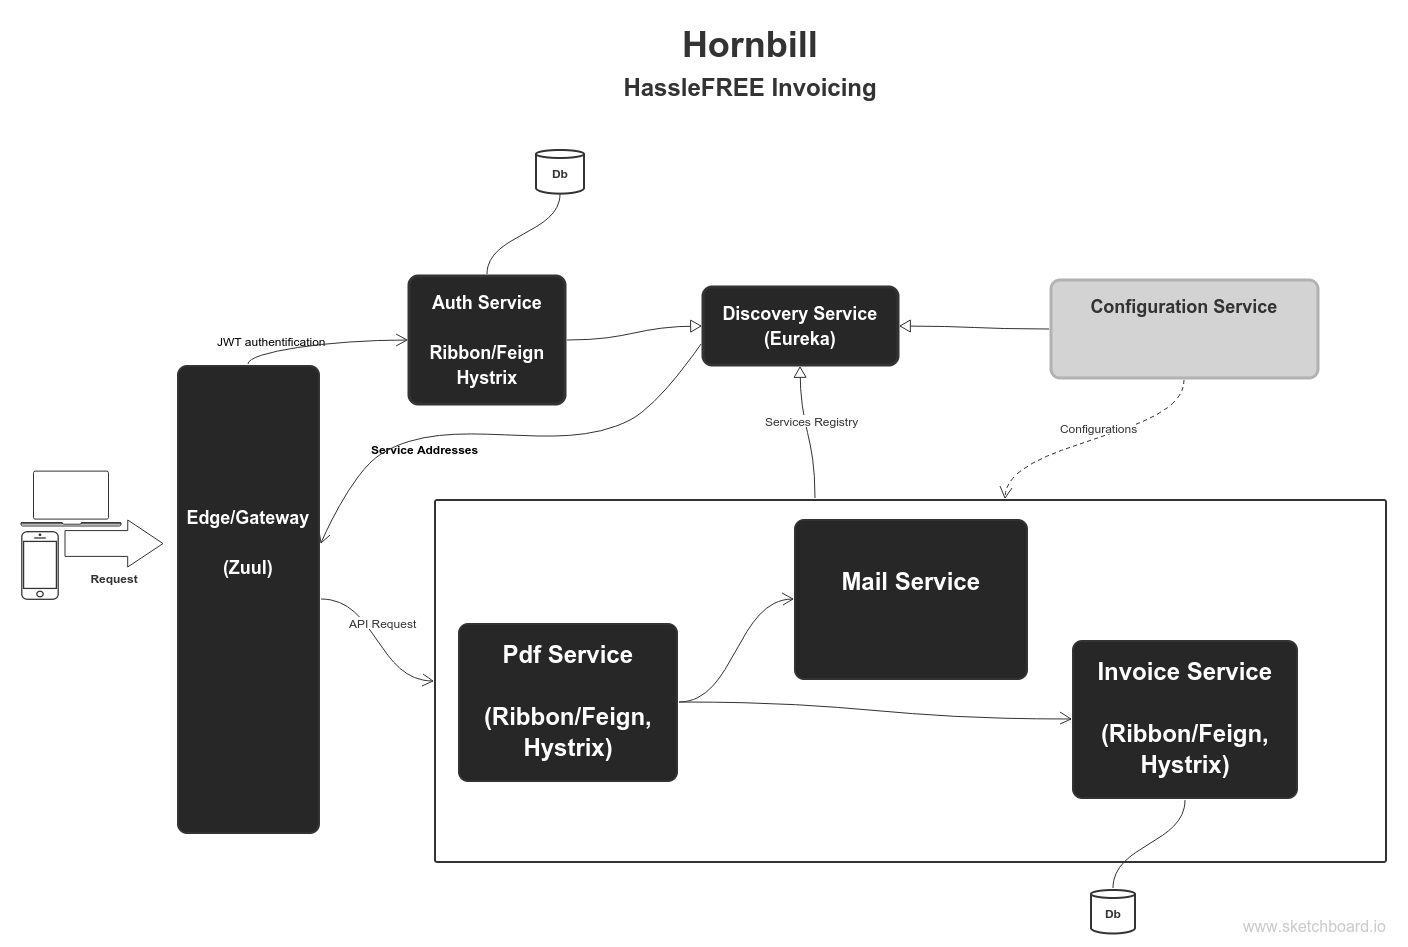 Hornbill
HassleFREE Invoicing
Db
Auth Service
Ribbon/Feign
Hystrix
Discovery Service
(Eureka)
Configuration Service
JWT authentification
Services Registry
Configurations
Service Addresses
Edge/Gateway
(Zuul)
Request
API Request
Mail Service
Pdf Service
(Ribbon/Feign,
Hystrix)
Invoice Service
(Ribbon/Feign,
Hystrix)
Db
www.sketchboard.io